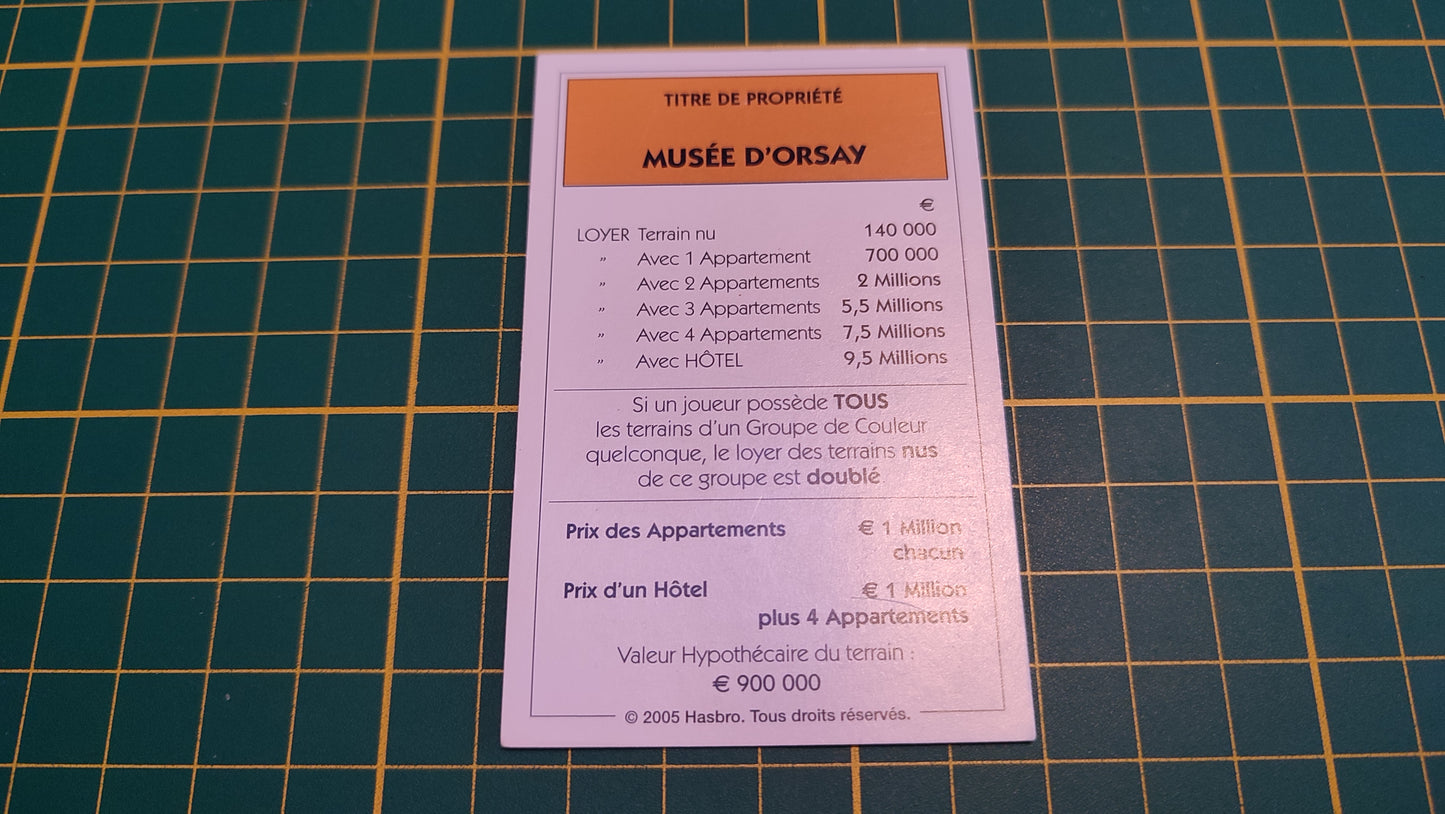 TITRE DE PROPRIÉTÉ
MUSÉE D'ORSAY
€
LOYER Terrain nu 140 000
" Avec 1 Appartement 700 000
" Avec 2 Appartements 2 Millions
" Avec 3 Appartements 5,5 Millions
" Avec 4 Appartements 7,5 Millions
" Avec HÔTEL 9,5 Millions
Si un joueur possède TOUS
les terrains d'un Groupe de Couleur
quelconque, le loyer des terrains nus
de ce groupe est doublé.
Prix des Appartements € 1 Million
chacun
Prix d'un Hôtel € 1 Million
plus 4 Appartements
Valeur Hypothécaire du terrain :
€ 900 000
© 2005 Hasbro. Tous droits réservés.